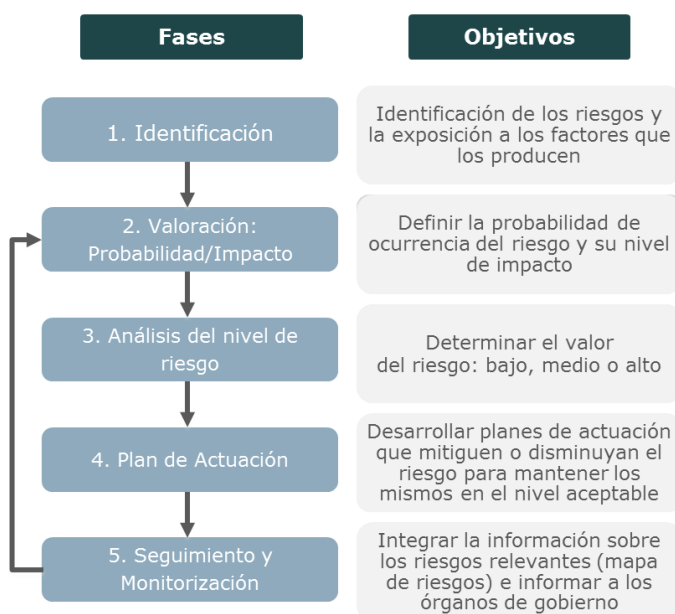 Fases
Objetivos
1. Identificación
Identificación de los riesgos y
la exposición a los factores que
los producen
2. Valoración:
Probabilidad/Impacto
Definir la probabilidad de
ocurrencia del riesgo y su nivel
de impacto
3. Análisis del nivel de
riesgo
Determinar el valor
del riesgo: bajo, medio o alto
4. Plan de Actuación
Desarrollar planes de actuación
que mitiguen o disminuyan el
riesgo para mantener los
mismos en el nivel aceptable
5. Seguimiento y
Monitorización
Integrar la información sobre
los riesgos relevantes (mapa
de riesgos) e informar a los
órganos de gobierno